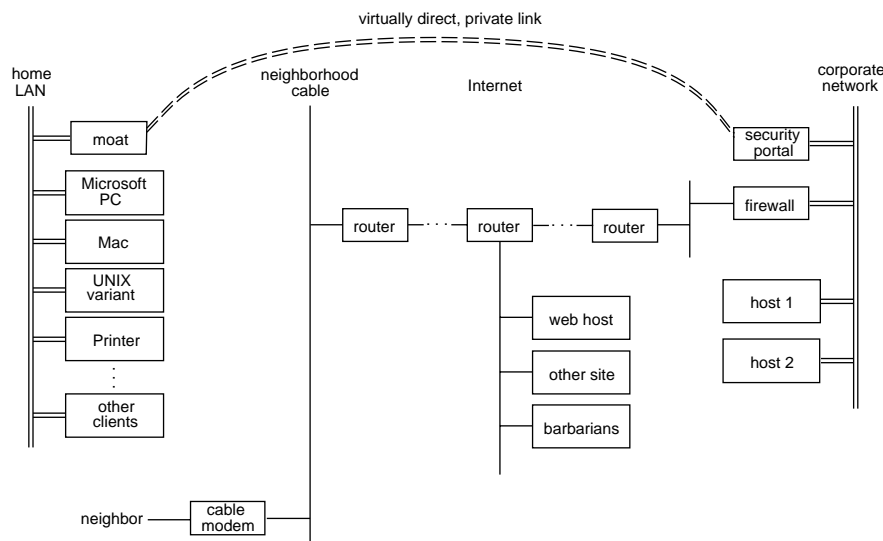 virtually direct, private link
home
LAN
neighborhood
cable
Internet
corporate
network
moat
security
portal
Microsoft
PC
firewall
router
. . .
router
. . .
router
Mac
UNIX
variant
web host
host 1
Printer
other site
host 2
. . .
other
clients
barbarians
neighbor
cable
modem